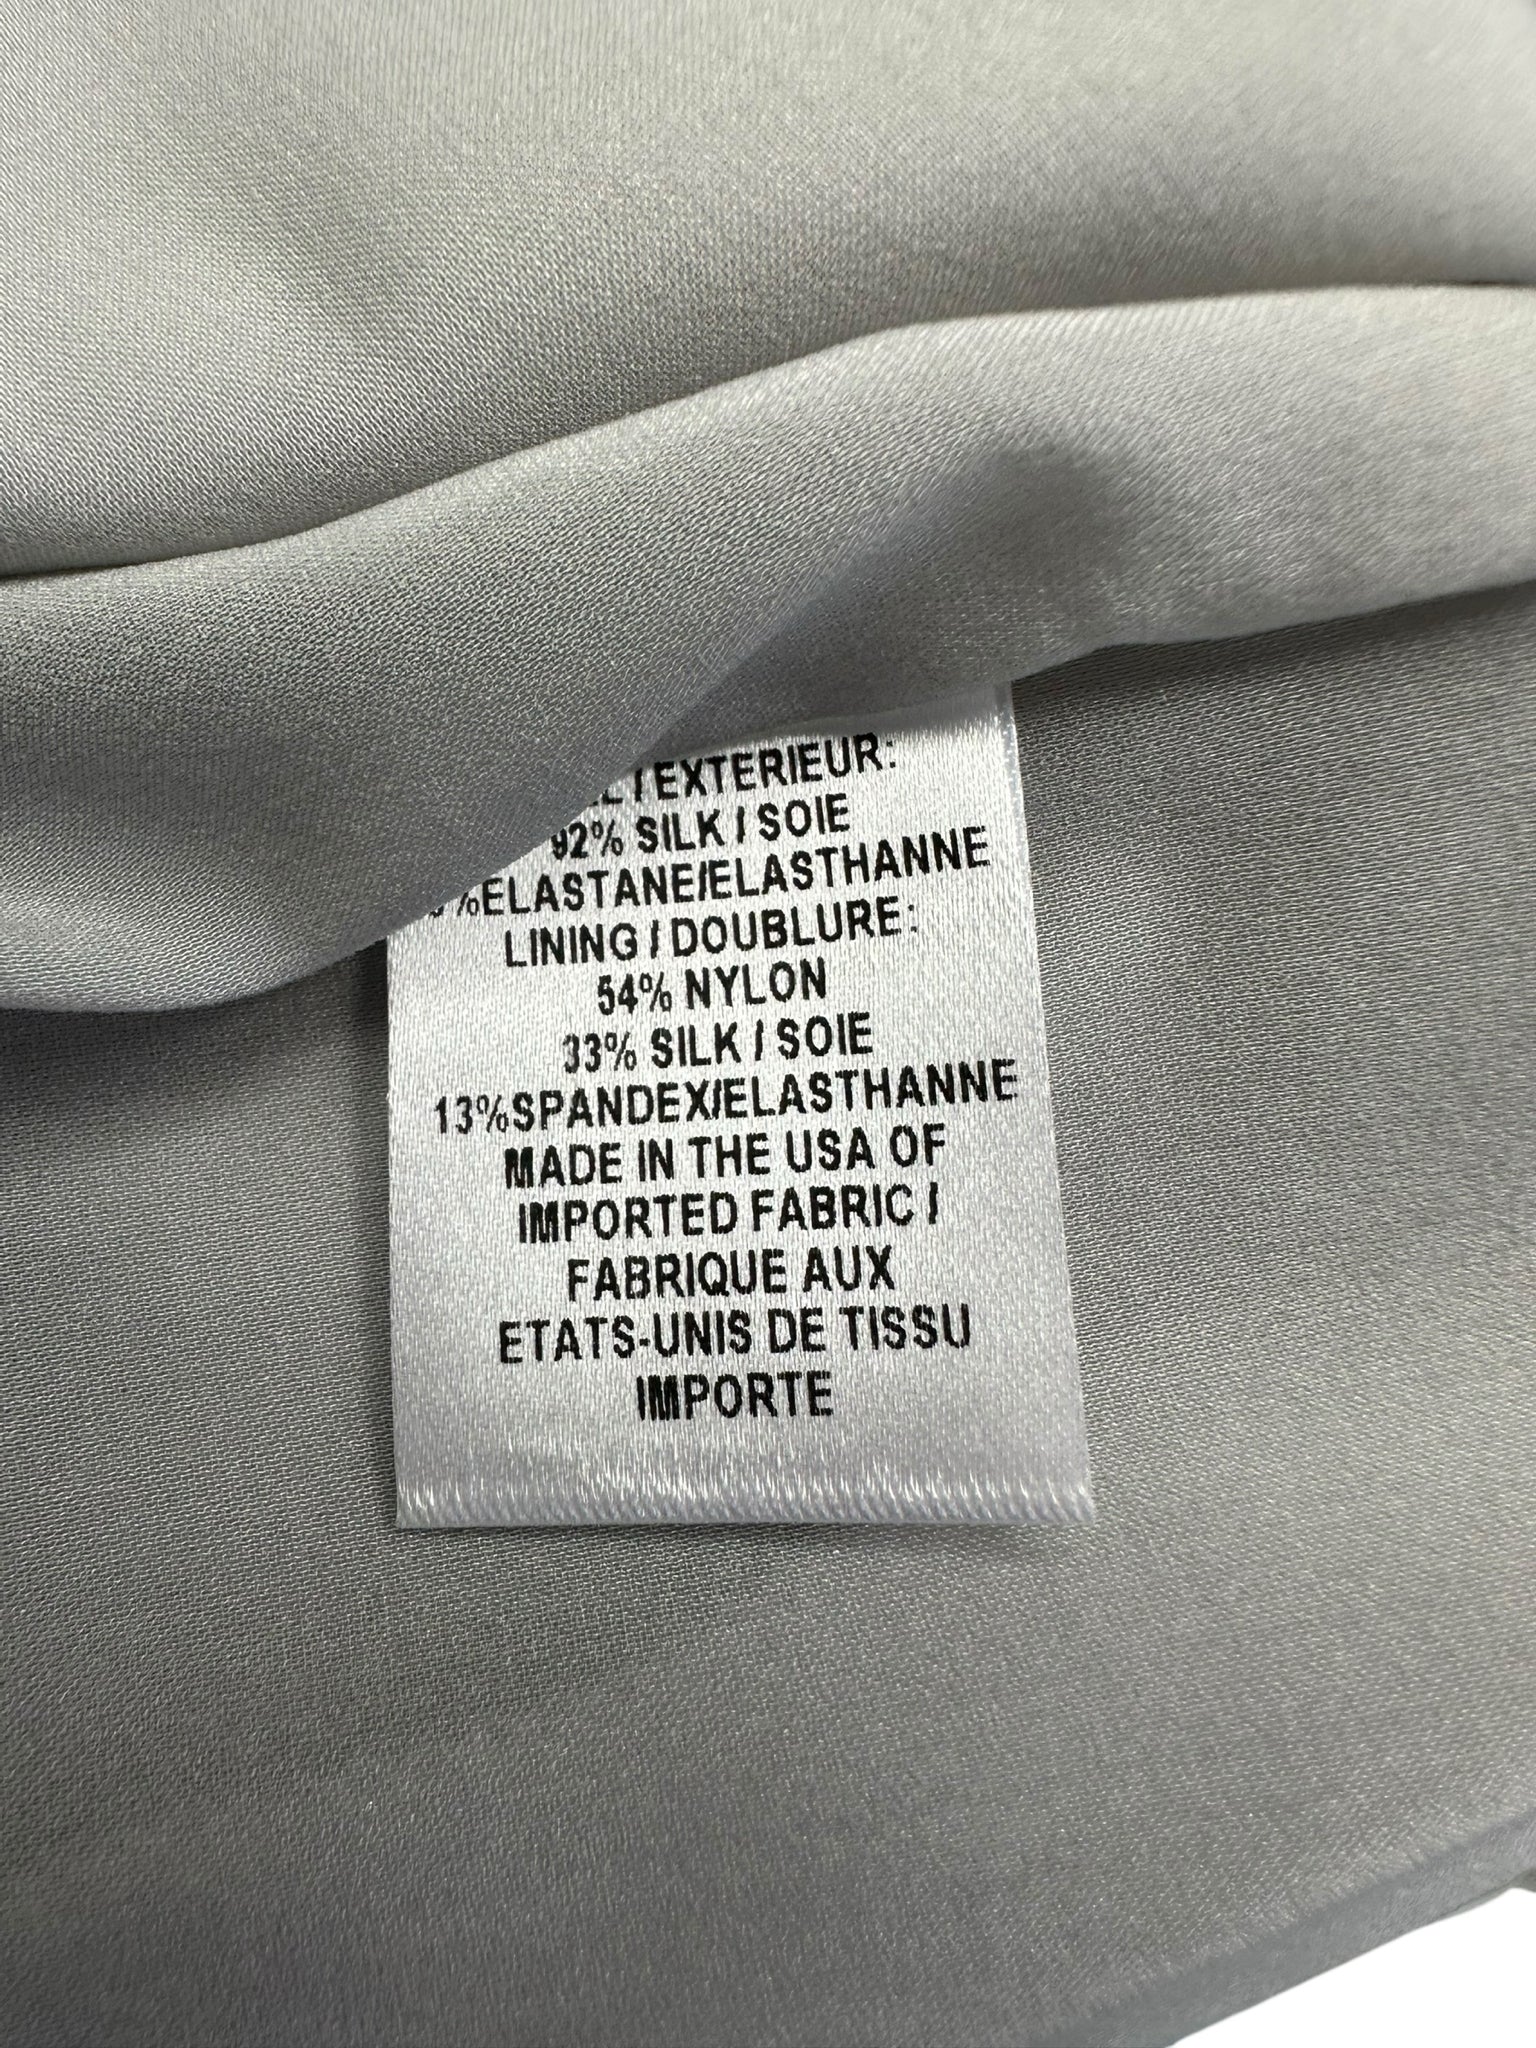 / EXTERIEUR:
92% SILK / SOIE
%ELASTANE/ELASTHANNE
LINING / DOUBLURE:
54% NYLON
33% SILK / SOIE
13%SPANDEX/ELASTHANNE
MADE IN THE USA OF
IMPORTED FABRIC /
FABRIQUE AUX
ETATS-UNIS DE TISSU
IMPORTE